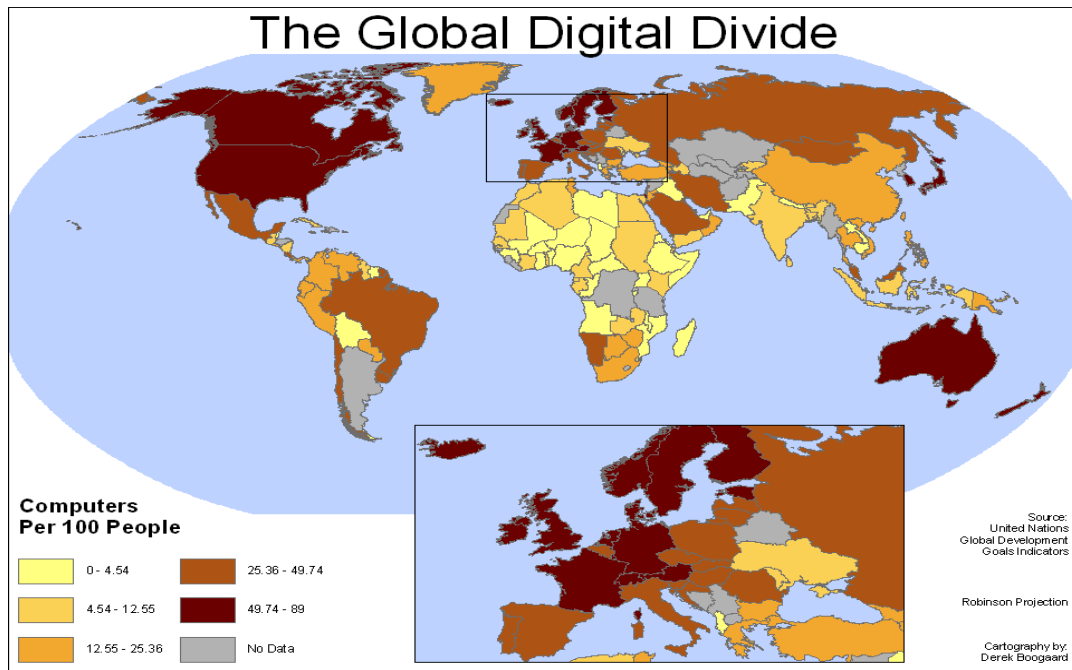 The Global Digital Divide
Computers
Per 100 People
0 - 4.54
25.36 - 49.74
4.54 - 12.55
49.74 - 89
12.55 - 25.36
No Data
Source:
United Nations
Global Development
Goals Indicators
Robinson Projection
Cartography by:
Derek Boogaard